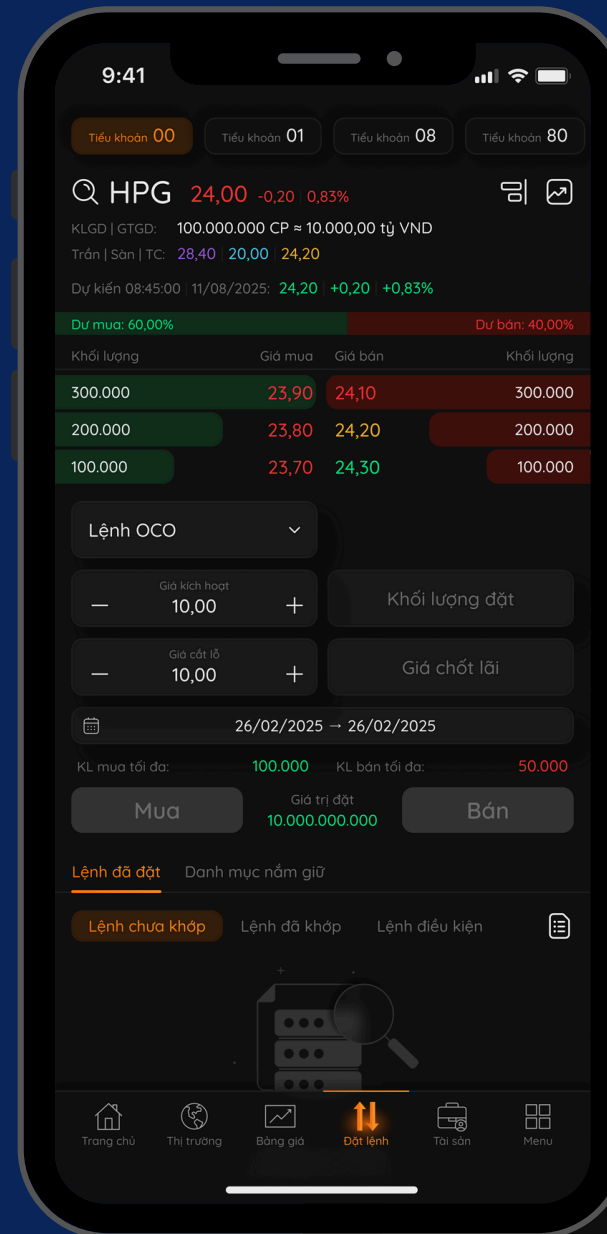 9:41
Tiểu khoản 00 Tiểu khoản 01 Tiểu khoản 08 Tiểu khoản 80
HPG 24,00 -0,20 0,83%
KLGD | GTGD: 100.000.000 CP ≈ 10.000,00 tỷ VND
Trần | Sàn | TC: 28,40 20,00 24,20
Dự kiến 08:45:00 11/08/2025: 24,20 +0,20 +0,83%
Dư mua: 60,00% Dư bán: 40,00%
Khối lượng Giá mua Giá bán Khối lượng
300.000 23,90 24,10 300.000
200.000 23,80 24,20 200.000
100.000 23,70 24,30 100.000
Lệnh OCO
Giá kích hoạt
10,00
Khối lượng đặt
Giá cắt lỗ
10,00
Giá chốt lãi
26/02/2025 → 26/02/2025
KL mua tối đa: 100.000 KL bán tối đa: 50.000
Mua
Giá trị đặt
10.000.000.000
Bán
Lệnh đã đặt Danh mục nắm giữ
Lệnh chưa khớp Lệnh đã khớp Lệnh điều kiện
Trang chủ Thị trường Bảng giá Đặt lệnh Tài sản Menu